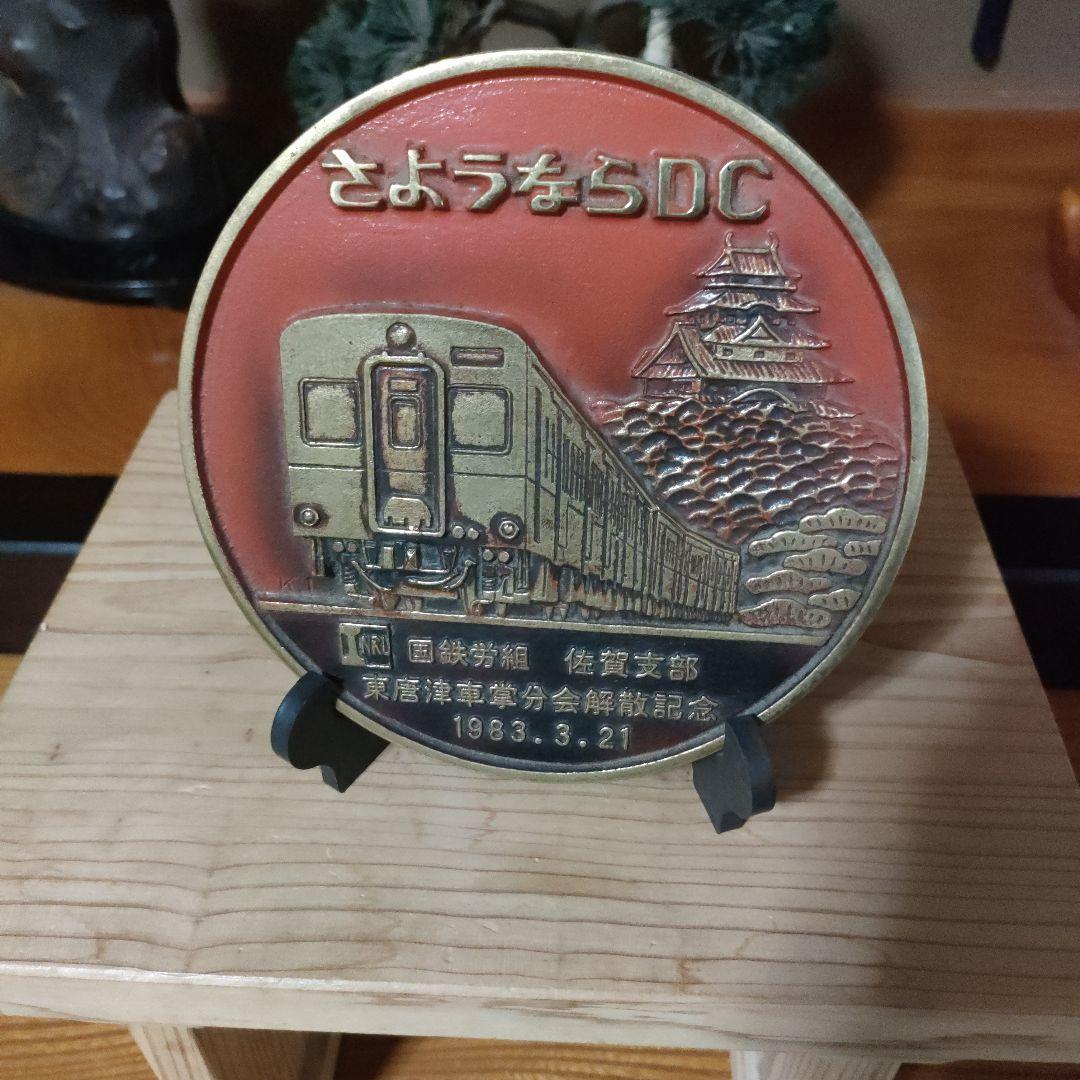 さようならDC
KT
NRU 国鉄労組 佐賀支部
東唐津車掌分会解散記念
1983.3.21